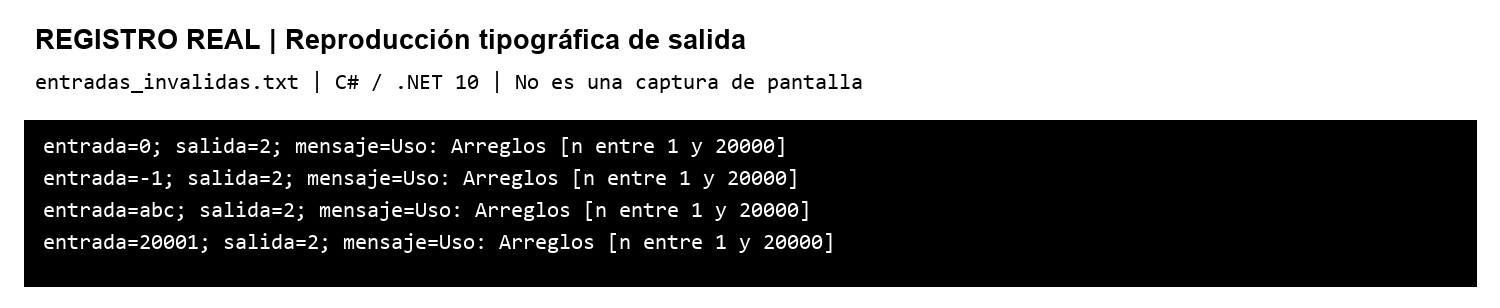 REGISTRO REAL | Reproducción tipográfica de salida
entradas_invalidas.txt | C# / .NET 10 | No es una captura de pantalla
entrada=0; salida=2; mensaje=Uso: Arreglos [n entre 1 y 20000]
entrada=-1; salida=2; mensaje=Uso: Arreglos [n entre 1 y 20000]
entrada=abc; salida=2; mensaje=Uso: Arreglos [n entre 1 y 20000]
entrada=20001; salida=2; mensaje=Uso: Arreglos [n entre 1 y 20000]